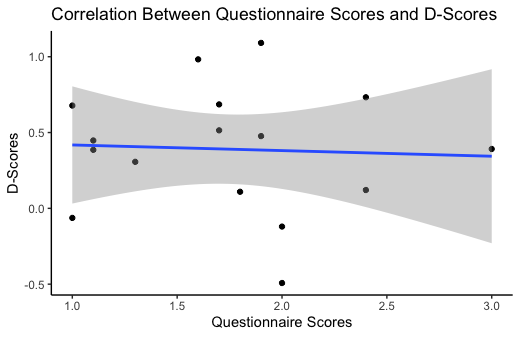 Correlation Between Questionnaire Scores and D-Scores
1.0
0.5
0.0
-0.5
D-Scores
1.0 1.5 2.0 2.5 3.0
Questionnaire Scores